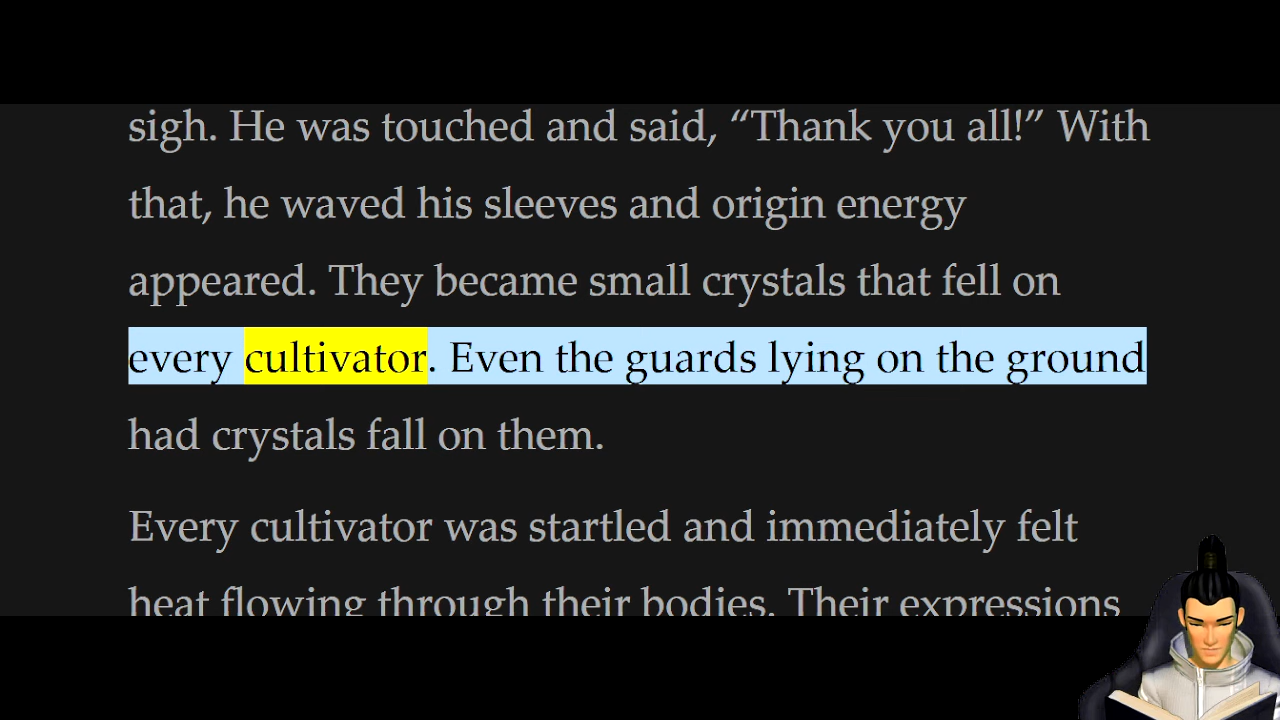 sigh. He was touched and said, “Thank you all!” With
that, he waved his sleeves and origin energy
appeared. They became small crystals that fell on
every cultivator. Even the guards lying on the ground
had crystals fall on them.
Every cultivator was startled and immediately felt
heat flowing through their bodies. Their expressions